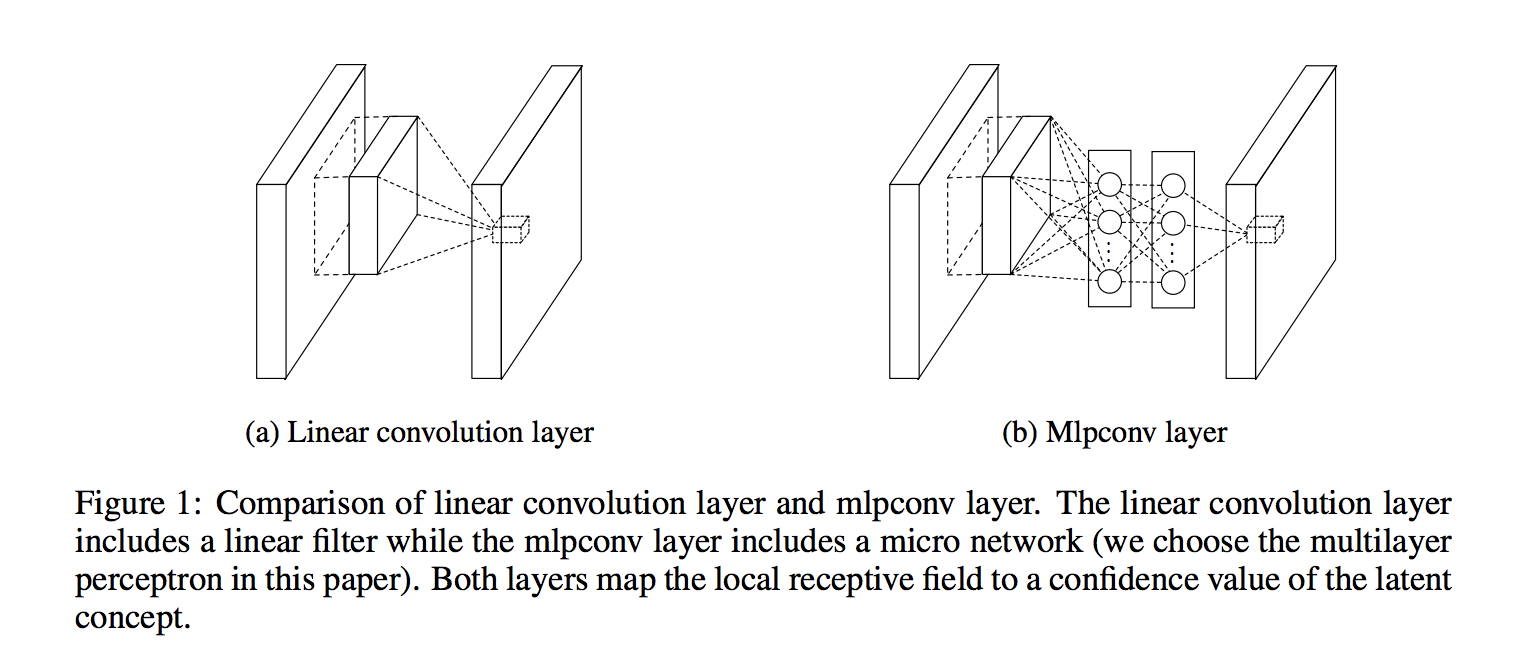 (a) Linear convolution layer
(b) Mlpconv layer
Figure 1: Comparison of linear convolution layer and mlpconv layer. The linear convolution layer
includes a linear filter while the mlpconv layer includes a micro network (we choose the multilayer
perceptron in this paper). Both layers map the local receptive field to a confidence value of the latent
concept.